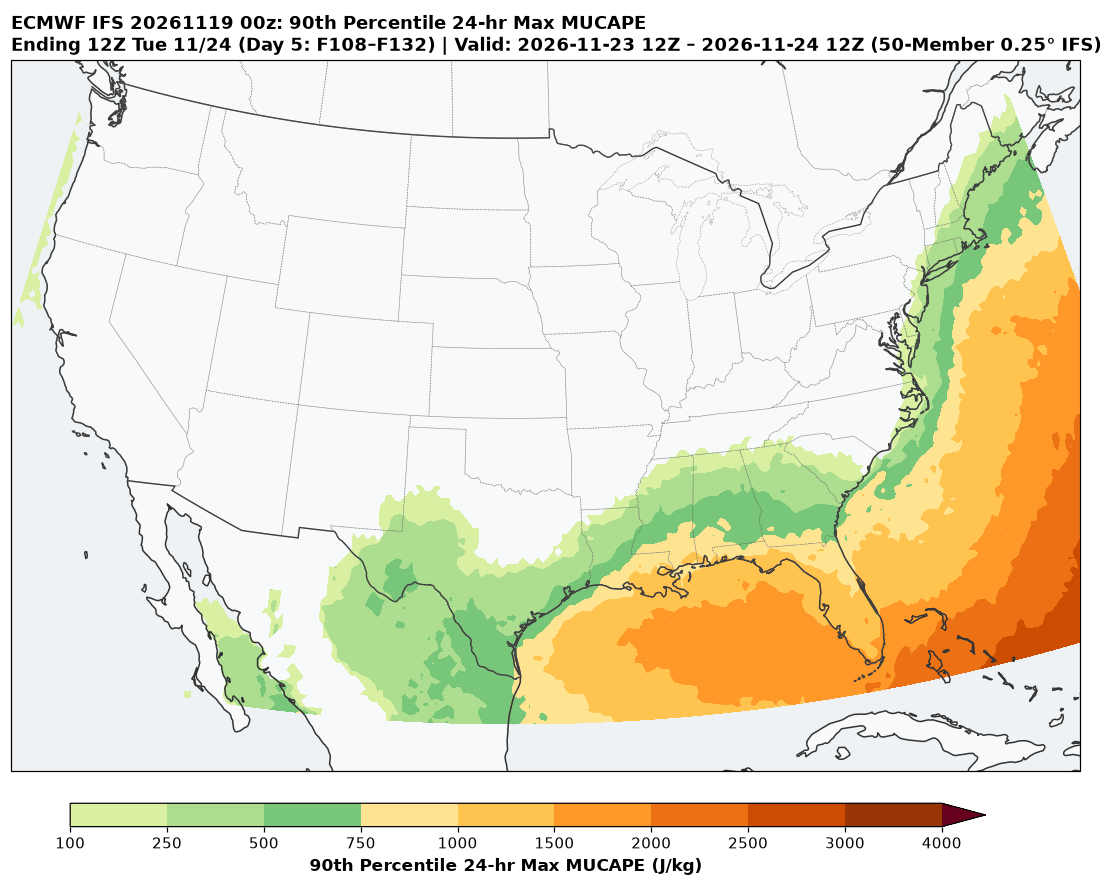 ECMWF IFS 20261119 00z: 90th Percentile 24-hr Max MUCAPE
Ending 12Z Tue 11/24 (Day 5: F108–F132) | Valid: 2026-11-23 12Z – 2026-11-24 12Z (50-Member 0.25° IFS)
100 250 500 750 1000 1500 2000 2500 3000 4000
90th Percentile 24-hr Max MUCAPE (J/kg)